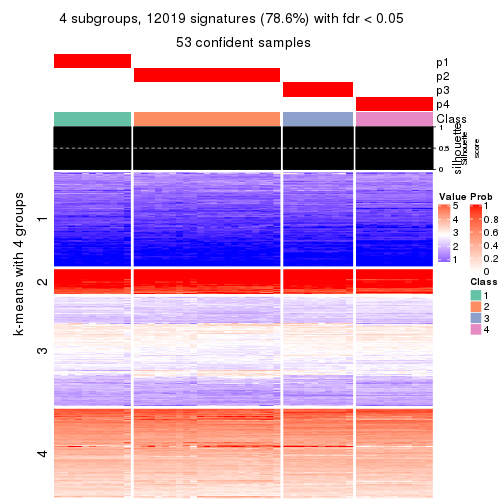 4 subgroups, 12019 signatures (78.6%) with fdr < 0.05
53 confident samples
p1
p2
p3
p4
Class
1
0.5
0
silhouette
Silhouette
score
k-means with 4 groups
1
2
3
4
Value
5
4
3
2
1
Prob
1
0.8
0.6
0.4
0.2
0
Class
1
2
3
4